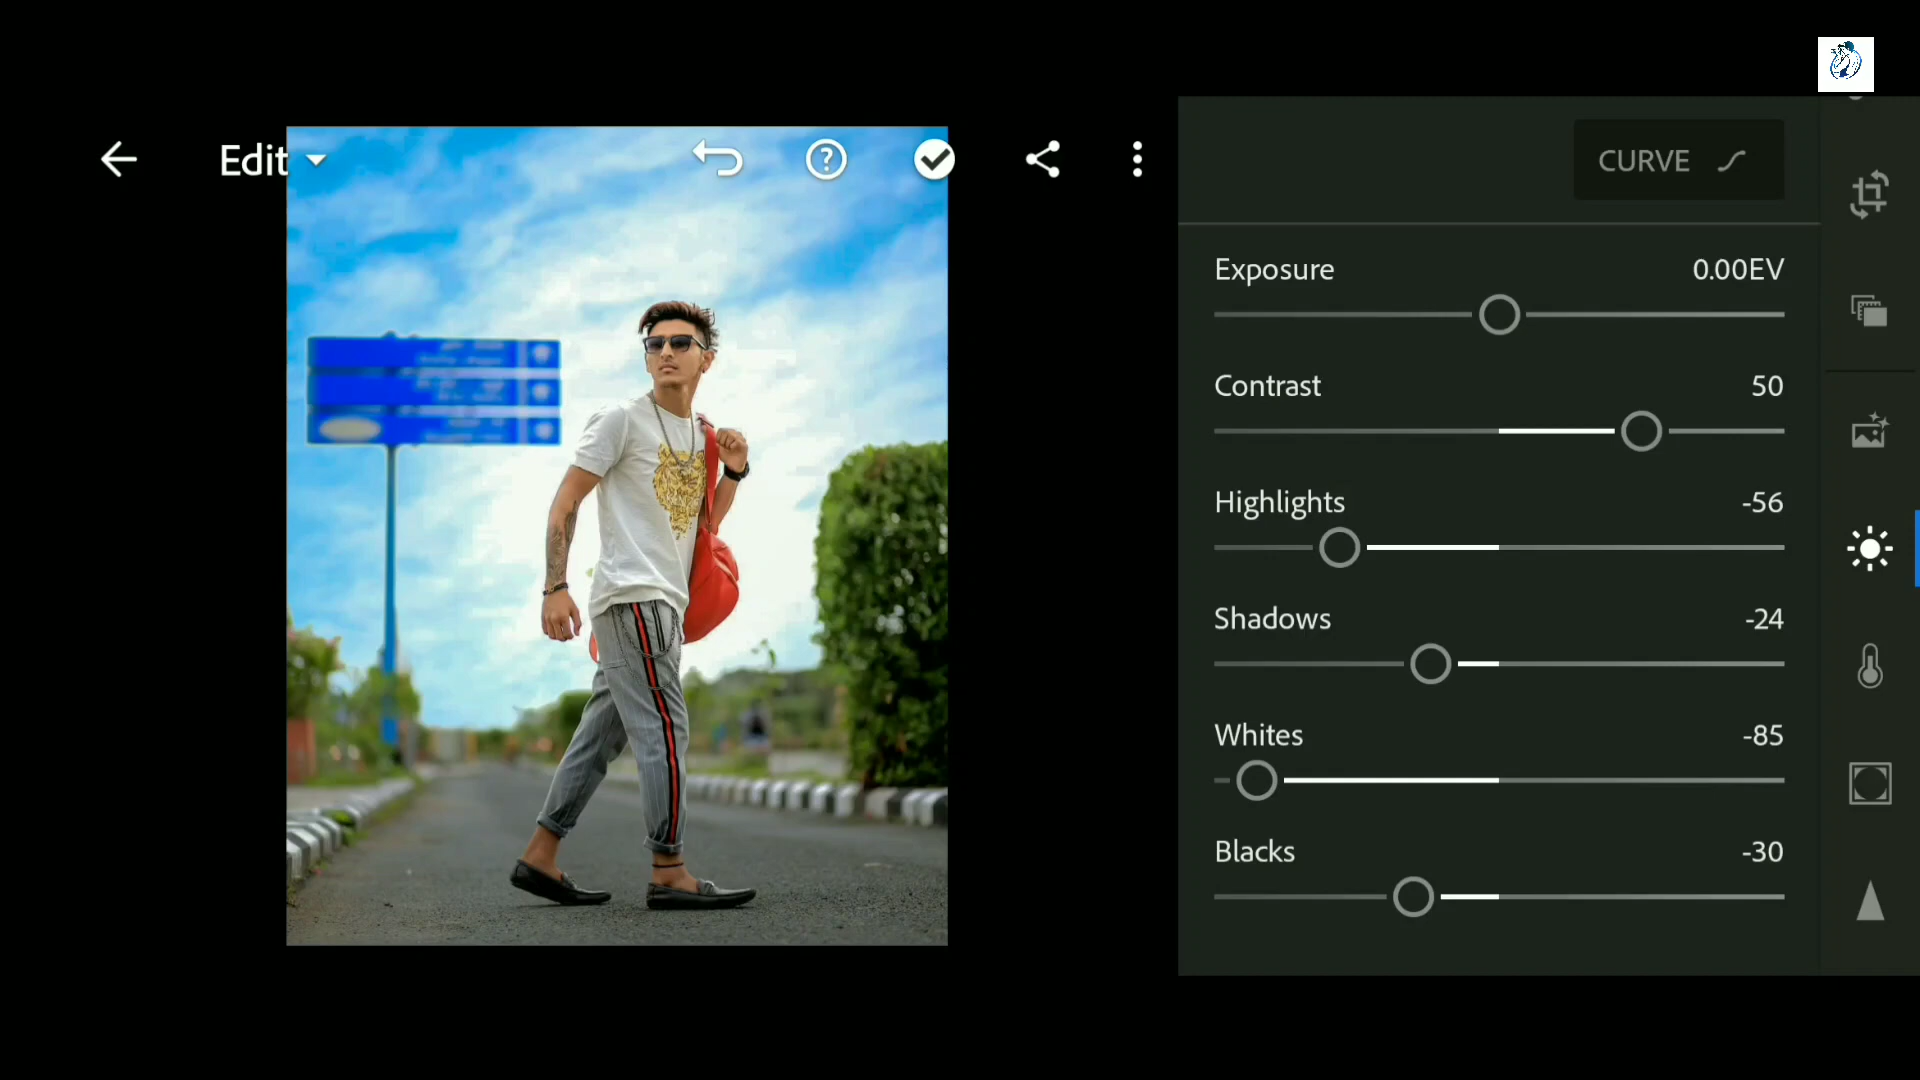 Edit
CURVE
Exposure 0.00EV
Contrast 50
Highlights -56
Shadows -24
Whites -85
Blacks -30